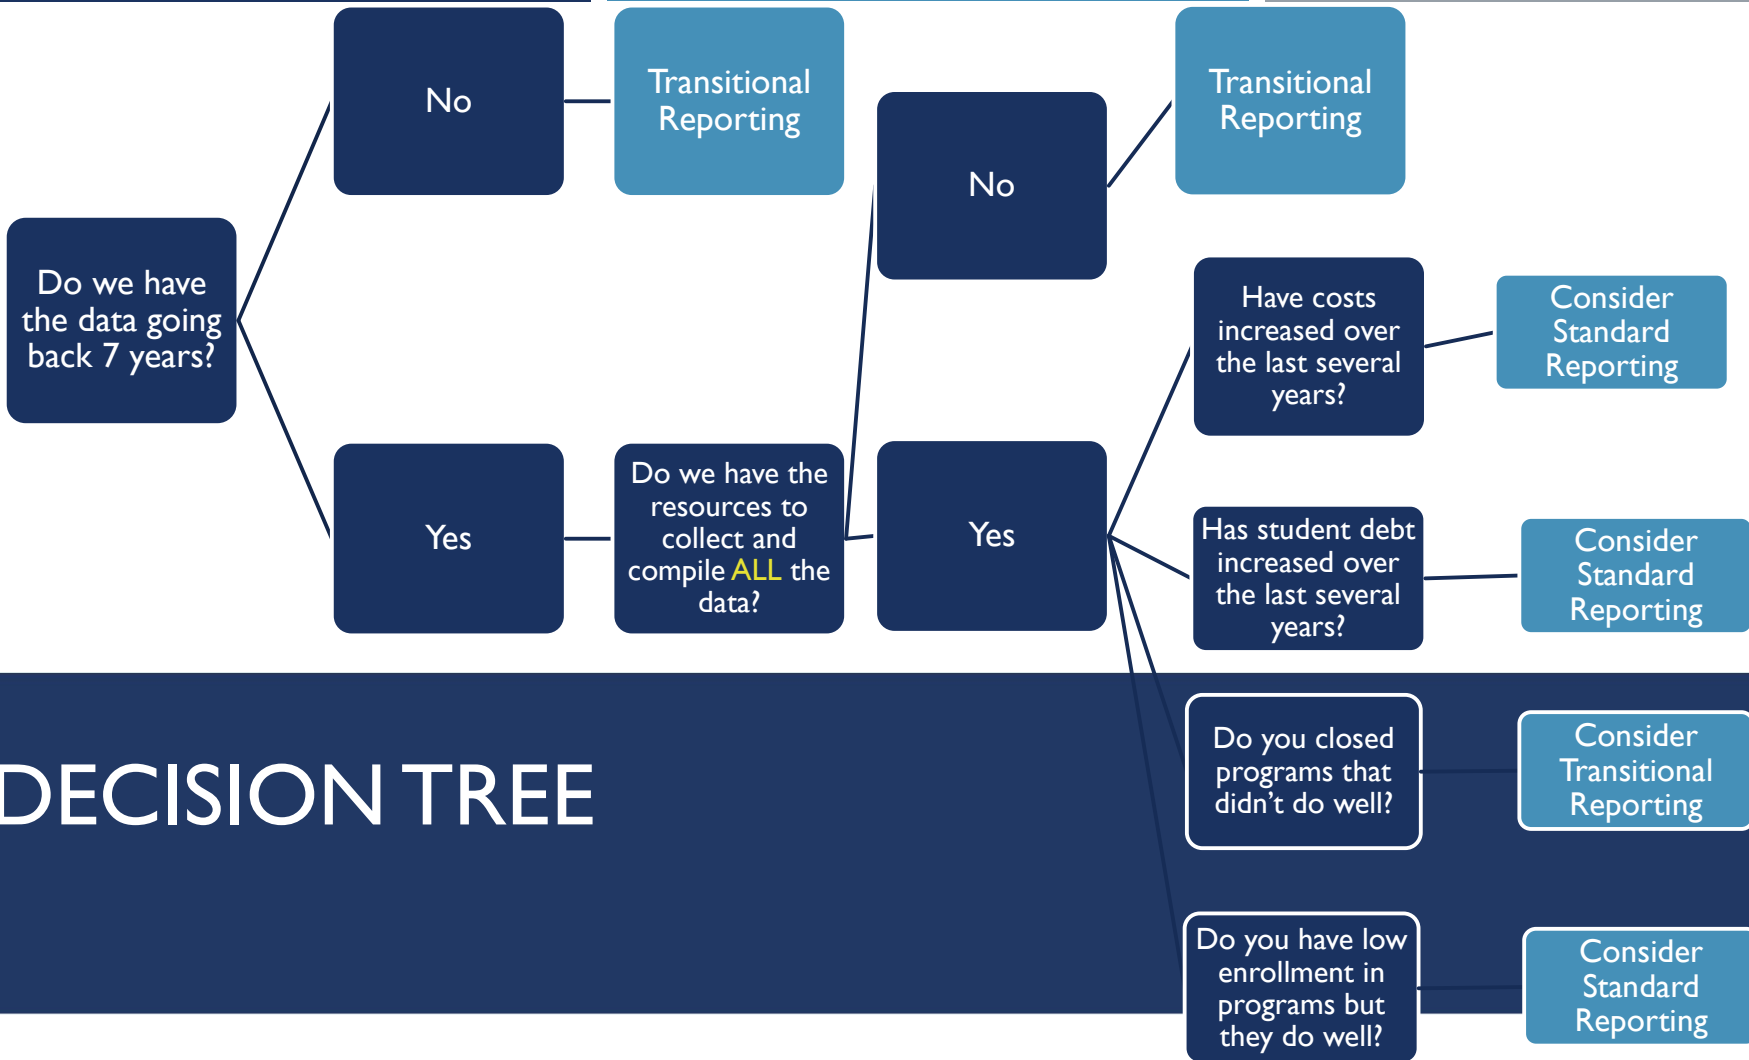 Do we have
the data going
back 7 years?
No
Transitional
Reporting
Yes
Do we have the
resources to
collect and
compile ALL the
data?
No
Transitional
Reporting
Yes
Have costs
increased over
the last several
years?
Consider
Standard
Reporting
Has student debt
increased over
the last several
years?
Consider
Standard
Reporting
Do you closed
programs that
didn’t do well?
Consider
Transitional
Reporting
Do you have low
enrollment in
programs but
they do well?
Consider
Standard
Reporting
DECISION TREE